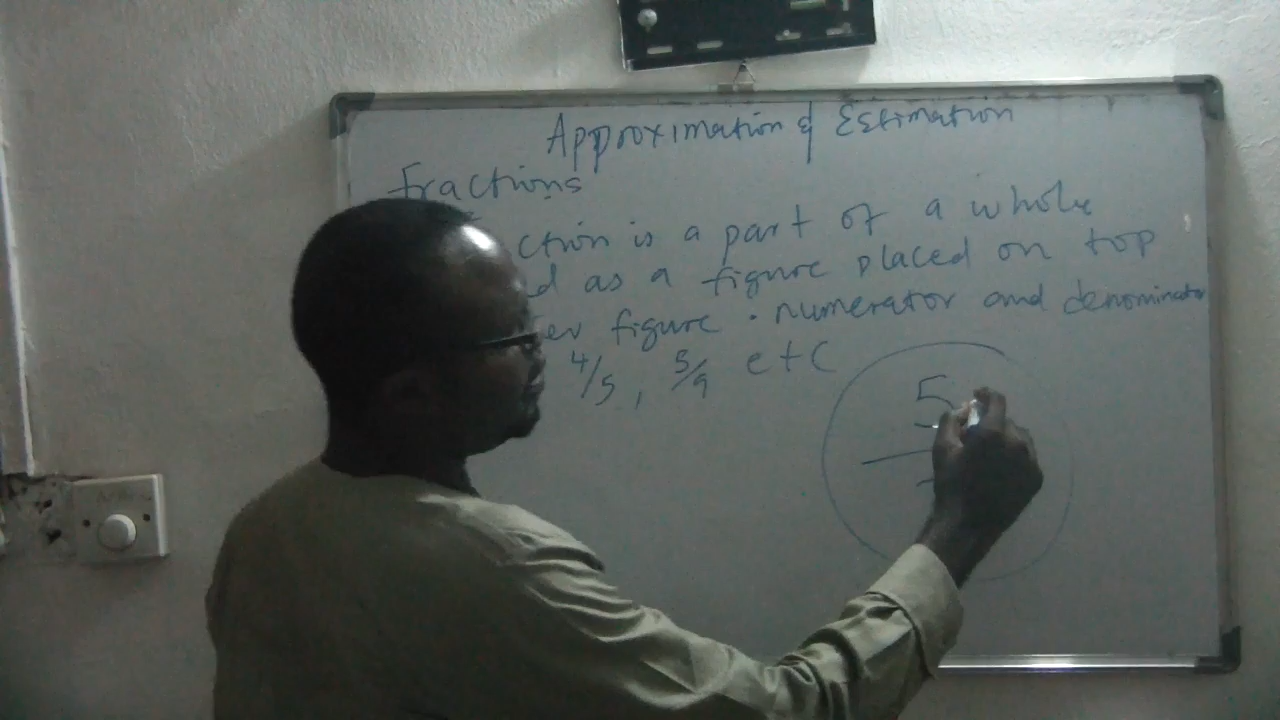 Approximation & Estimation
Fractions
ction is a part of a whole
d as a figure placed on top
er figure . numerator and denominator
4/5, 5/9 etc
5